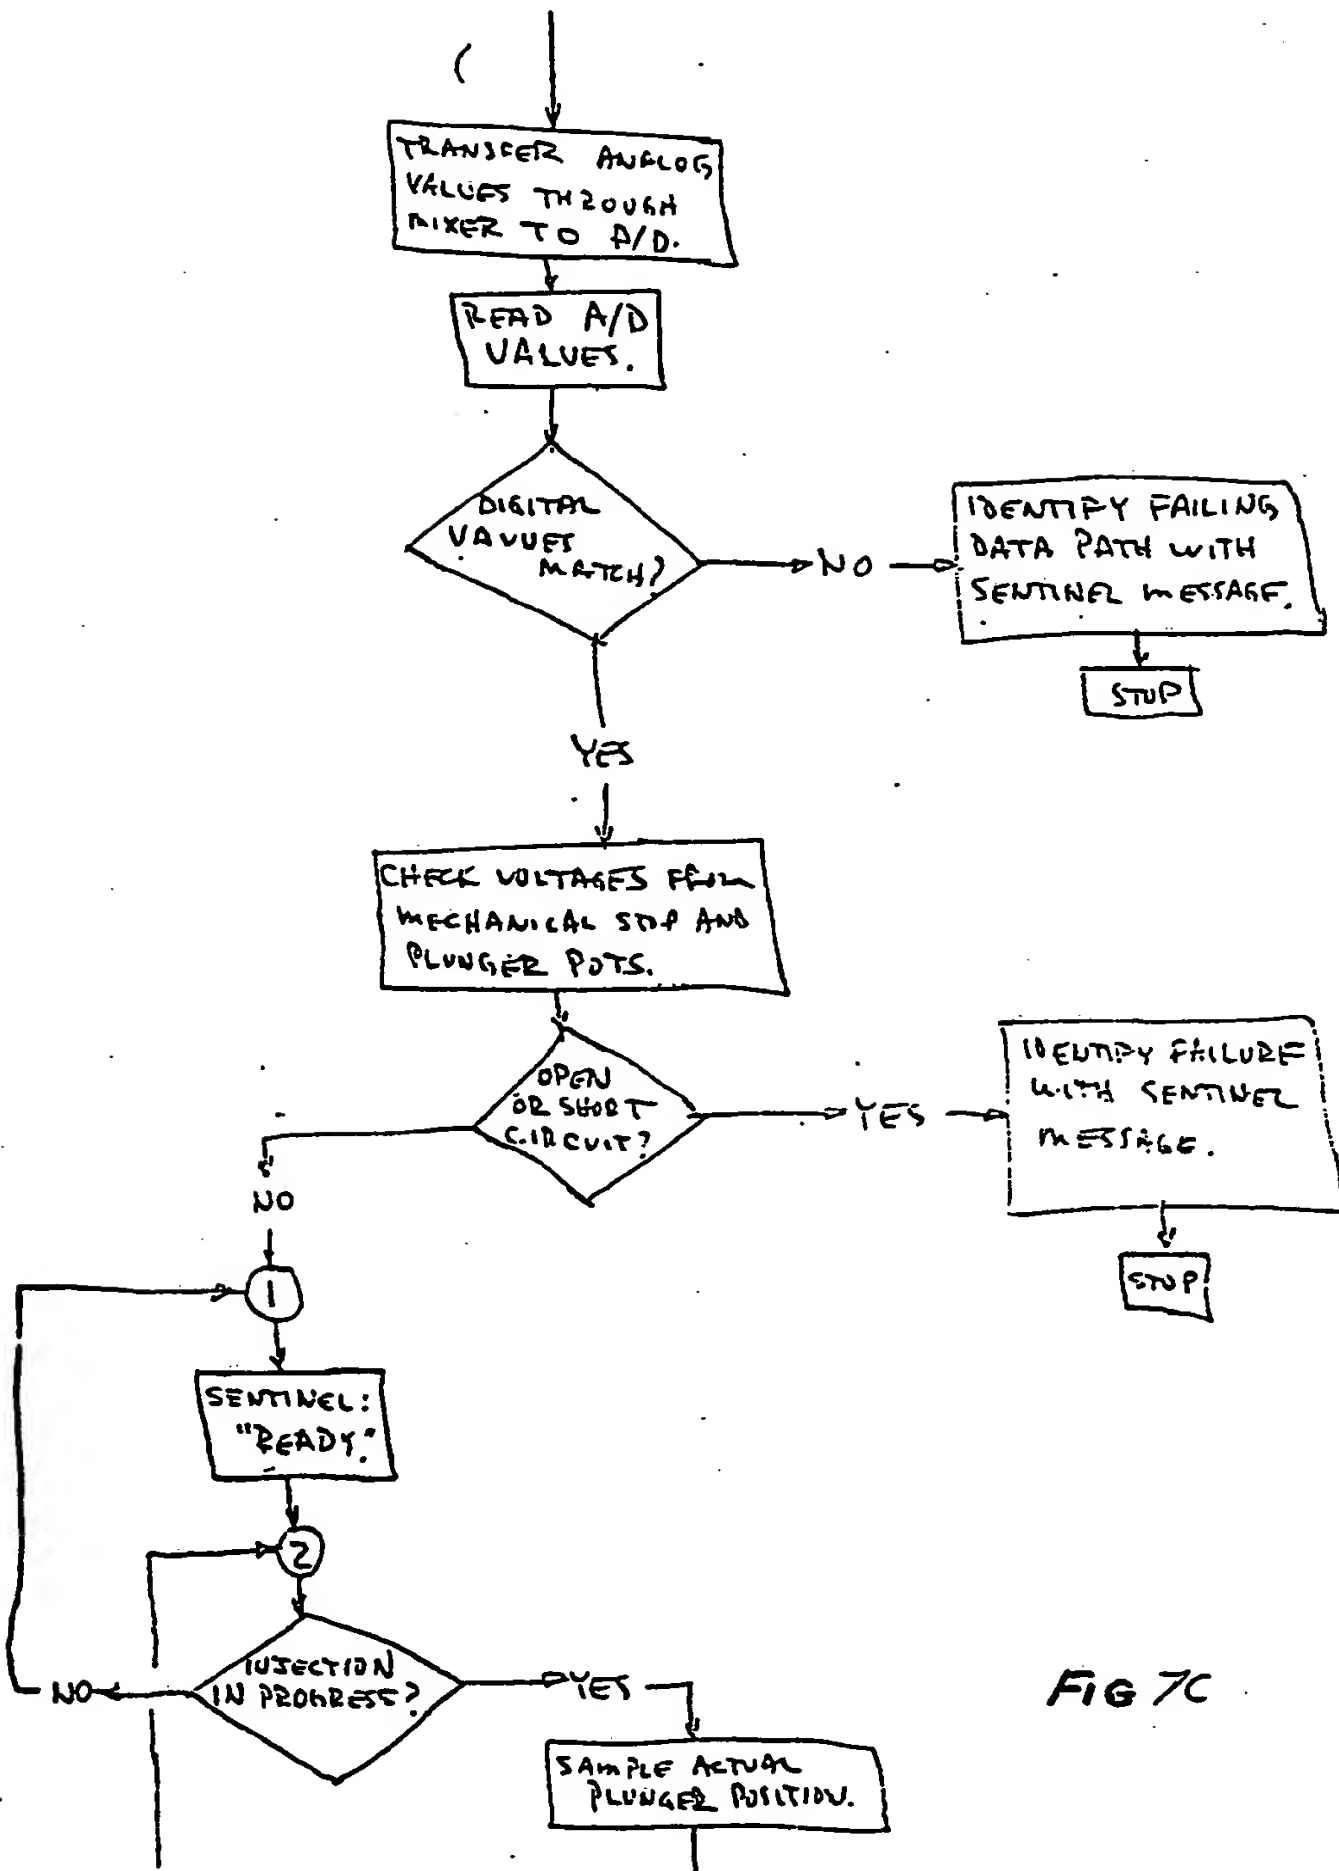 TRANSFER ANALOG
VALUES THROUGH
MIXER TO A/D.
READ A/D
VALUES.
DIGITAL
VAVUES
MATCH?
NO
IDENTIFY FAILING
DATA PATH WITH
SENTINEL MESSAGE.
STOP
YES
CHECK VOLTAGES FROM
MECHANICAL STOP AND
PLUNGER POTS.
OPEN
OR SHORT
CIRCUIT?
YES
IDENTIFY FAILURE
WITH SENTINEL
MESSAGE.
STOP
NO
1
SENTINEL:
"READY."
2
INJECTION
IN PROGRESS?
NO
YES
SAMPLE ACTUAL
PLUNGER POSITION.
FIG 7C